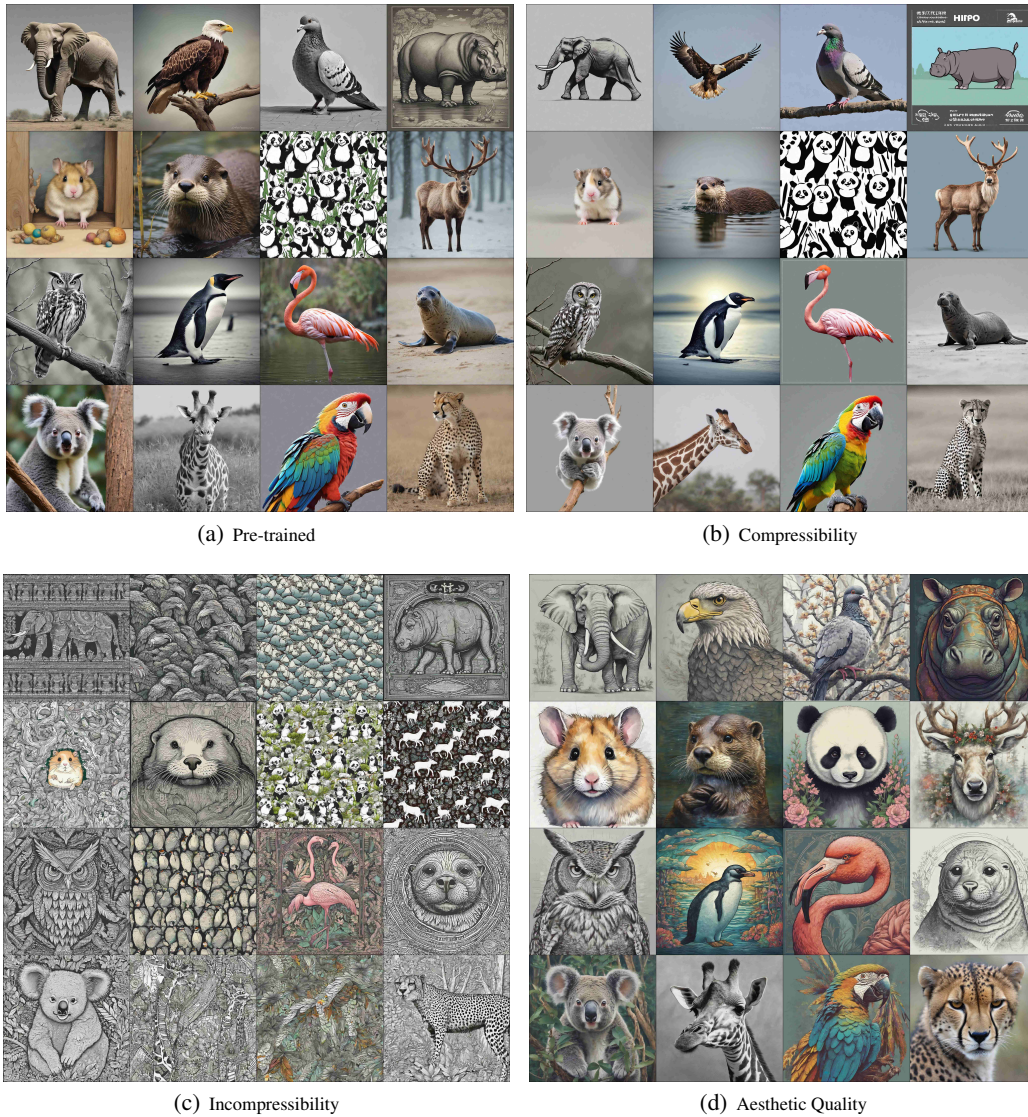 HIPPO
(a) Pre-trained
(b) Compressibility
(c) Incompressibility
(d) Aesthetic Quality